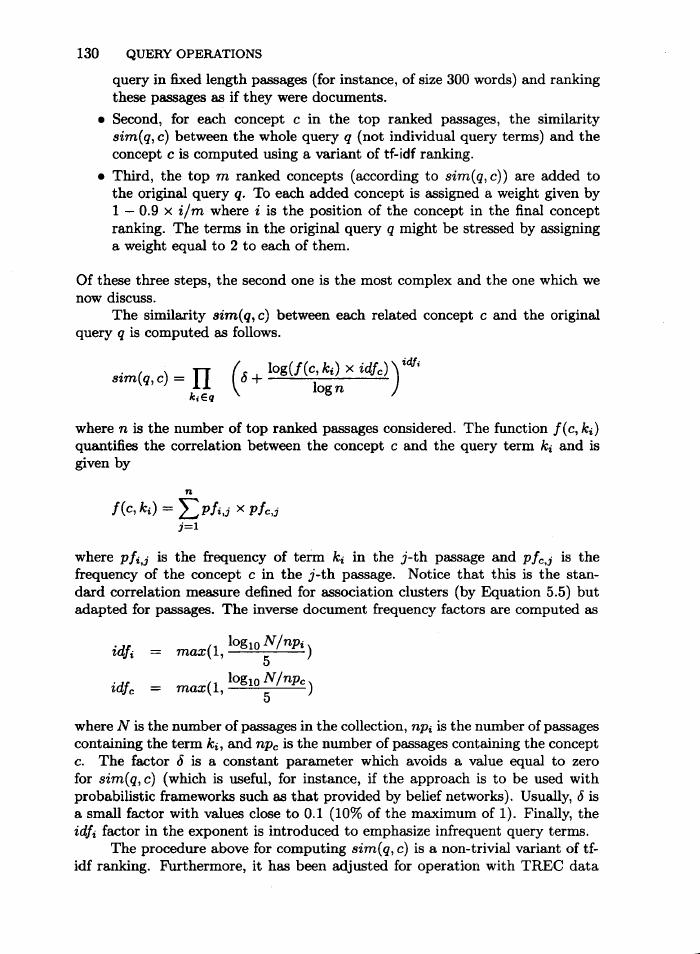 130 QUERY OPERATIONS
query in fixed length passages (for instance, of size 300 words) and ranking
these passages as if they were documents.
• Second, for each concept c in the top ranked passages, the similarity
sim(q, c) between the whole query q (not individual query terms) and the
concept c is computed using a variant of tf-idf ranking.
• Third, the top m ranked concepts (according to sim(q, c)) are added to
the original query q. To each added concept is assigned a weight given by
1 − 0.9 × i/m where i is the position of the concept in the final concept
ranking. The terms in the original query q might be stressed by assigning
a weight equal to 2 to each of them.
Of these three steps, the second one is the most complex and the one which we
now discuss.
The similarity sim(q, c) between each related concept c and the original
query q is computed as follows.
sim(q, c) = ∏_{k_i ∈ q} (δ + log(f(c, k_i) × idf_c) / log n)^{idf_i}
where n is the number of top ranked passages considered. The function f(c, k_i)
quantifies the correlation between the concept c and the query term k_i and is
given by
f(c, k_i) = ∑_{j=1}^{n} pf_{i,j} × pf_{c,j}
where pf_{i,j} is the frequency of term k_i in the j-th passage and pf_{c,j} is the
frequency of the concept c in the j-th passage. Notice that this is the stan-
dard correlation measure defined for association clusters (by Equation 5.5) but
adapted for passages. The inverse document frequency factors are computed as
idf_i = max(1, log_{10} N/np_i / 5)
idf_c = max(1, log_{10} N/np_c / 5)
where N is the number of passages in the collection, np_i is the number of passages
containing the term k_i, and np_c is the number of passages containing the concept
c. The factor δ is a constant parameter which avoids a value equal to zero
for sim(q, c) (which is useful, for instance, if the approach is to be used with
probabilistic frameworks such as that provided by belief networks). Usually, δ is
a small factor with values close to 0.1 (10% of the maximum of 1). Finally, the
idf_i factor in the exponent is introduced to emphasize infrequent query terms.
The procedure above for computing sim(q, c) is a non-trivial variant of tf-
idf ranking. Furthermore, it has been adjusted for operation with TREC data